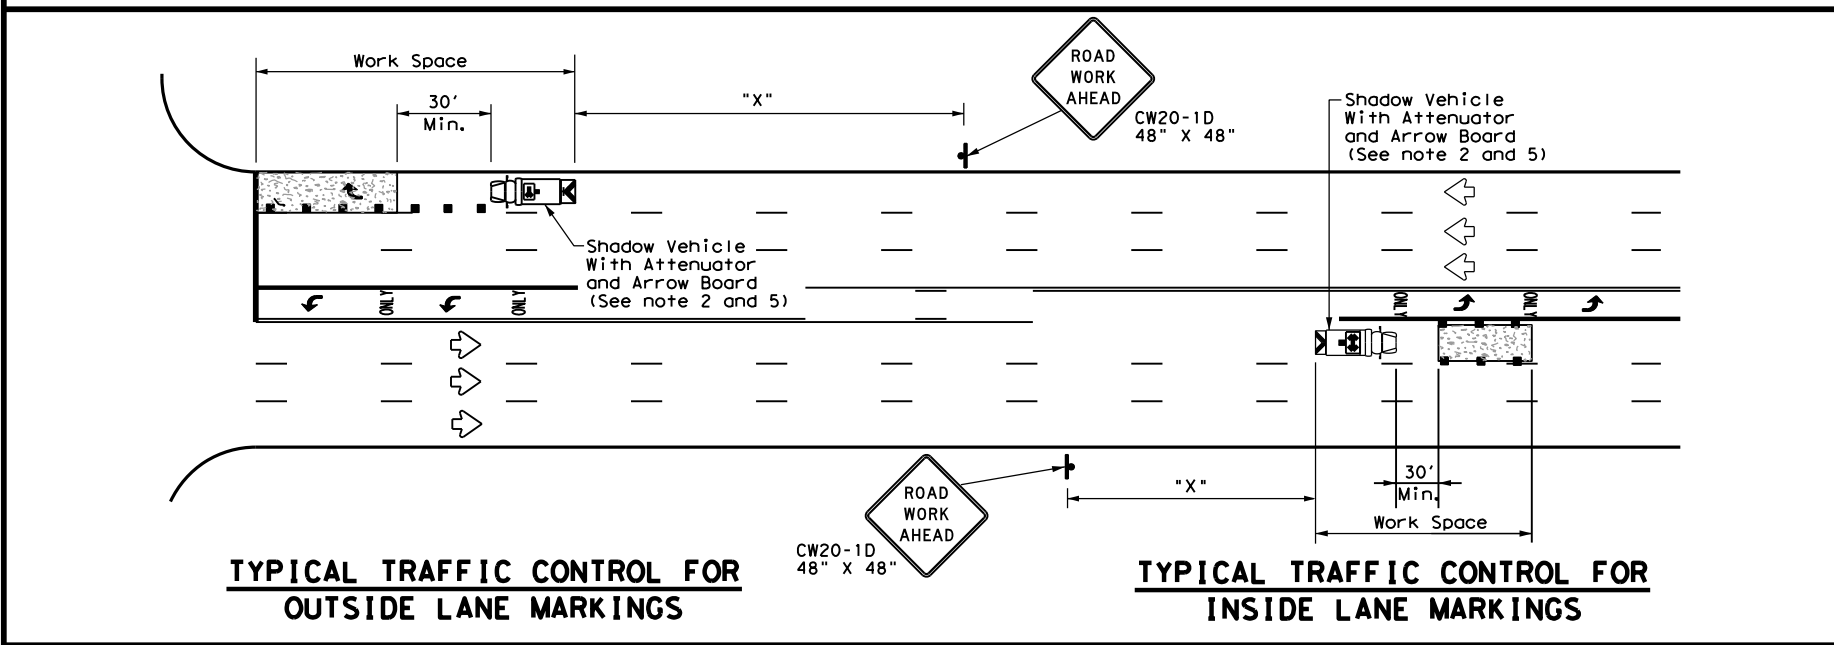 Work Space
30'
Min.
"X"
ROAD
WORK
AHEAD
CW20-1D
48" X 48"
Shadow Vehicle
With Attenuator
and Arrow Board
(See note 2 and 5)
Shadow Vehicle
With Attenuator
and Arrow Board
(See note 2 and 5)
ONLY
ONLY
ONLY
ONLY
ROAD
WORK
AHEAD
CW20-1D
48" X 48"
"X"
30'
Min.
Work Space
TYPICAL TRAFFIC CONTROL FOR
OUTSIDE LANE MARKINGS
TYPICAL TRAFFIC CONTROL FOR
INSIDE LANE MARKINGS